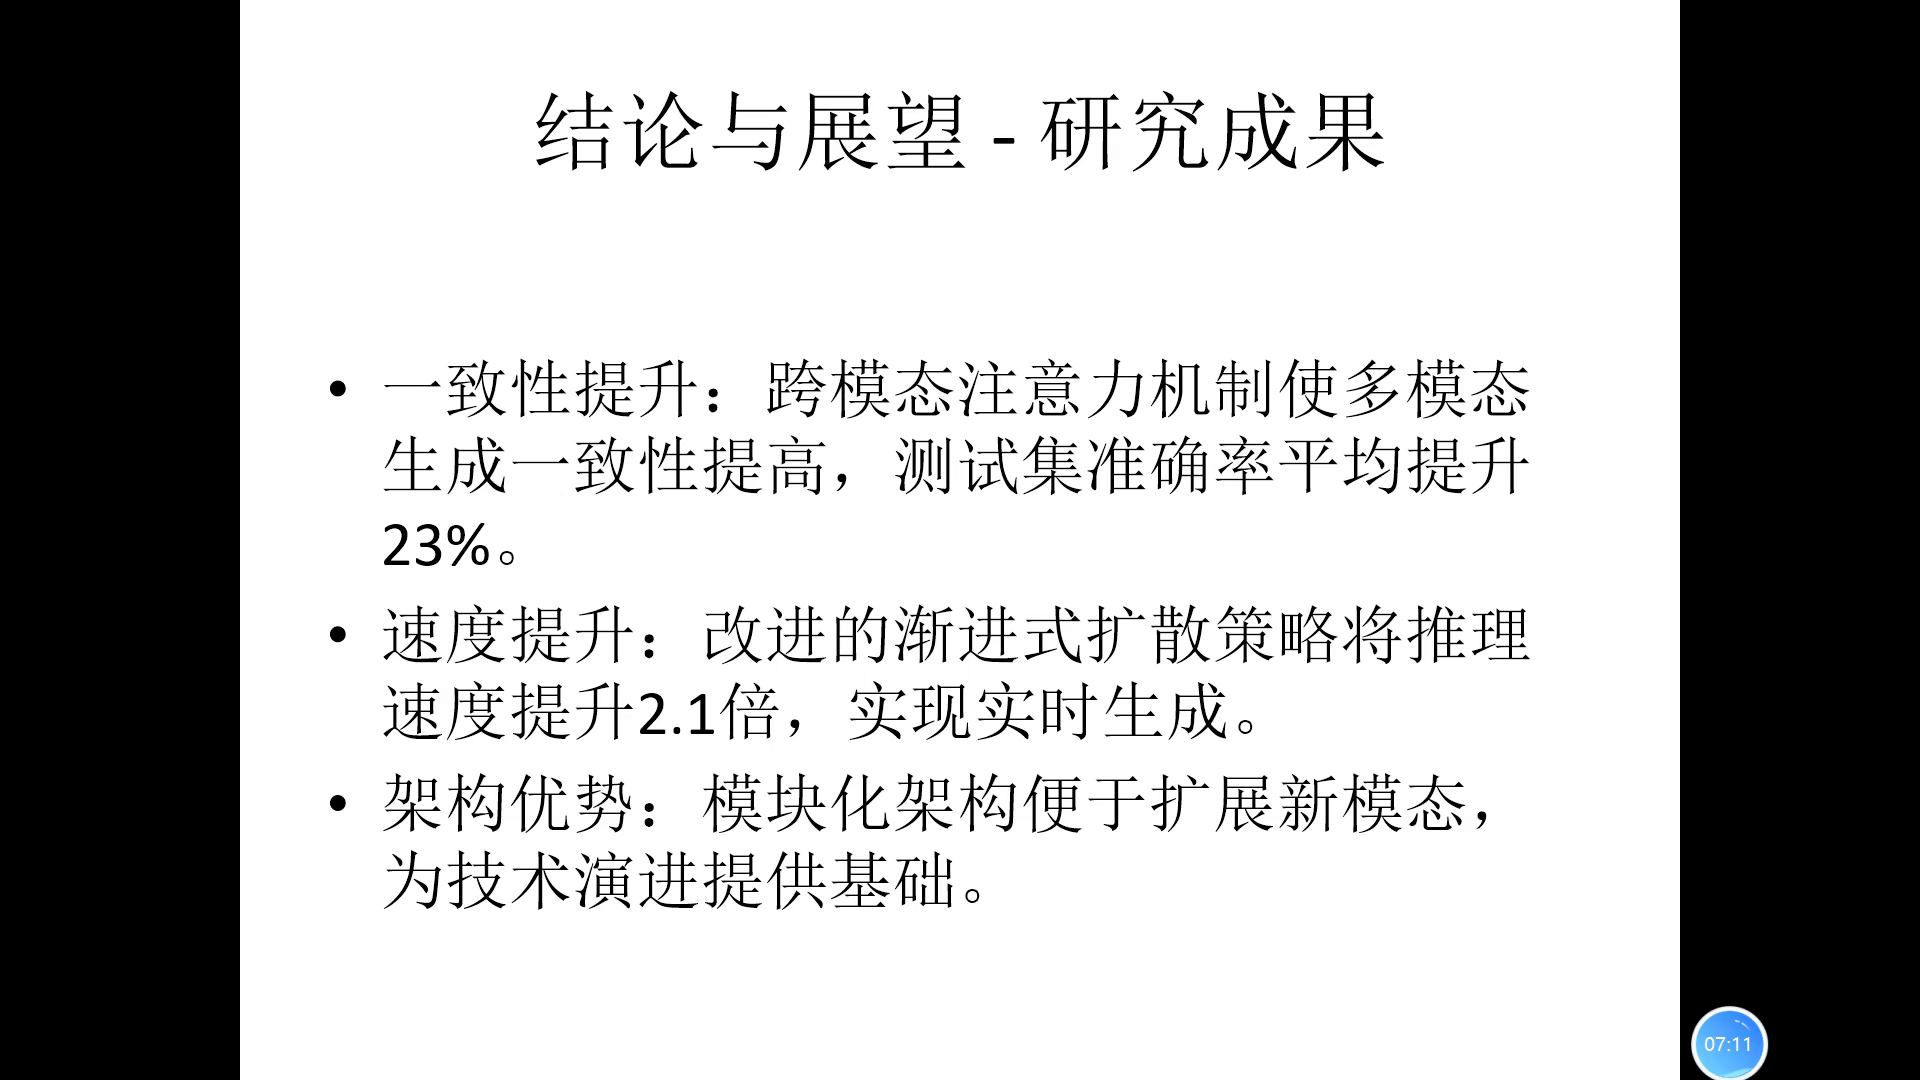 结论与展望 - 研究成果
• 一致性提升：跨模态注意力机制使多模态
生成一致性提高，测试集准确率平均提升
23%。
• 速度提升：改进的渐进式扩散策略将推理
速度提升2.1倍，实现实时生成。
• 架构优势：模块化架构便于扩展新模态，
为技术演进提供基础。
07:11